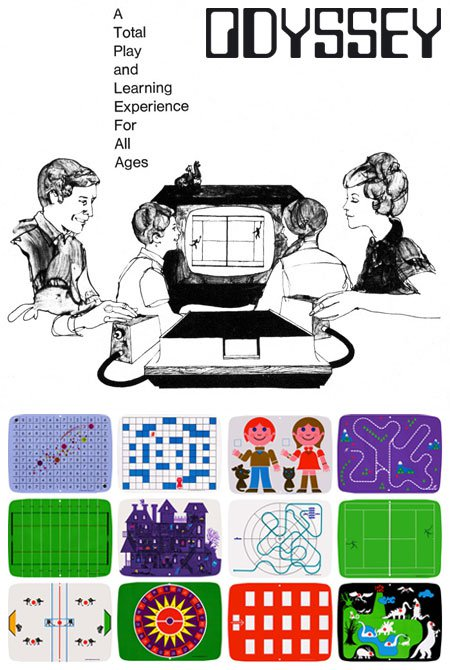 A
Total
Play
and
Learning
Experience
For
All
Ages
ODYSSEY